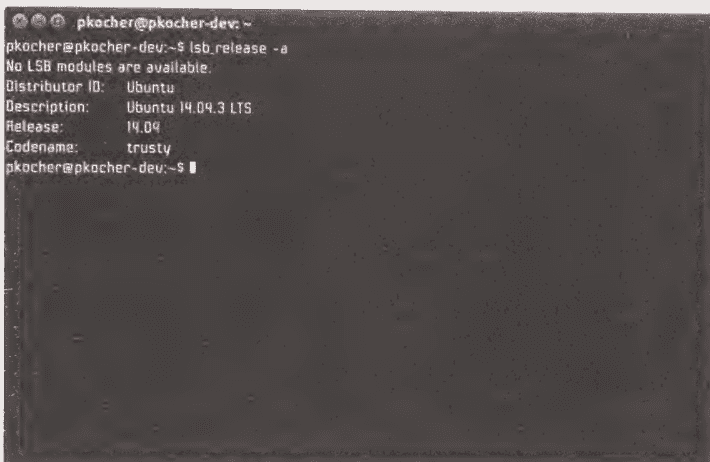 pkocher@pkocher-dev: ~
pkocher@pkocher-dev:~$ lsb_release -a
No LSB modules are available.
Distributor ID: Ubuntu
Description: Ubuntu 14.04.3 LTS
Release: 14.04
Codename: trusty
pkocher@pkocher-dev:~$